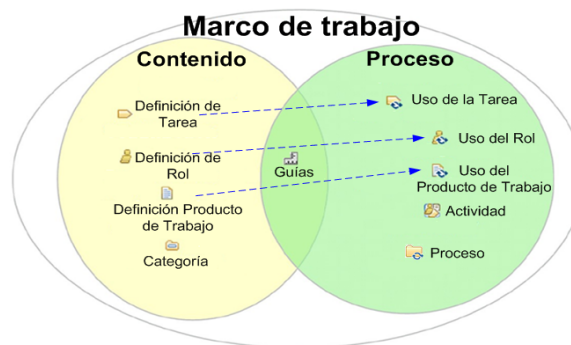 Marco de trabajo
Contenido
Proceso
Definición de
Tarea
Definición de
Rol
Definición Producto
de Trabajo
Categoría
Guías
Uso de la Tarea
Uso del Rol
Uso del
Producto de Trabajo
Actividad
Proceso